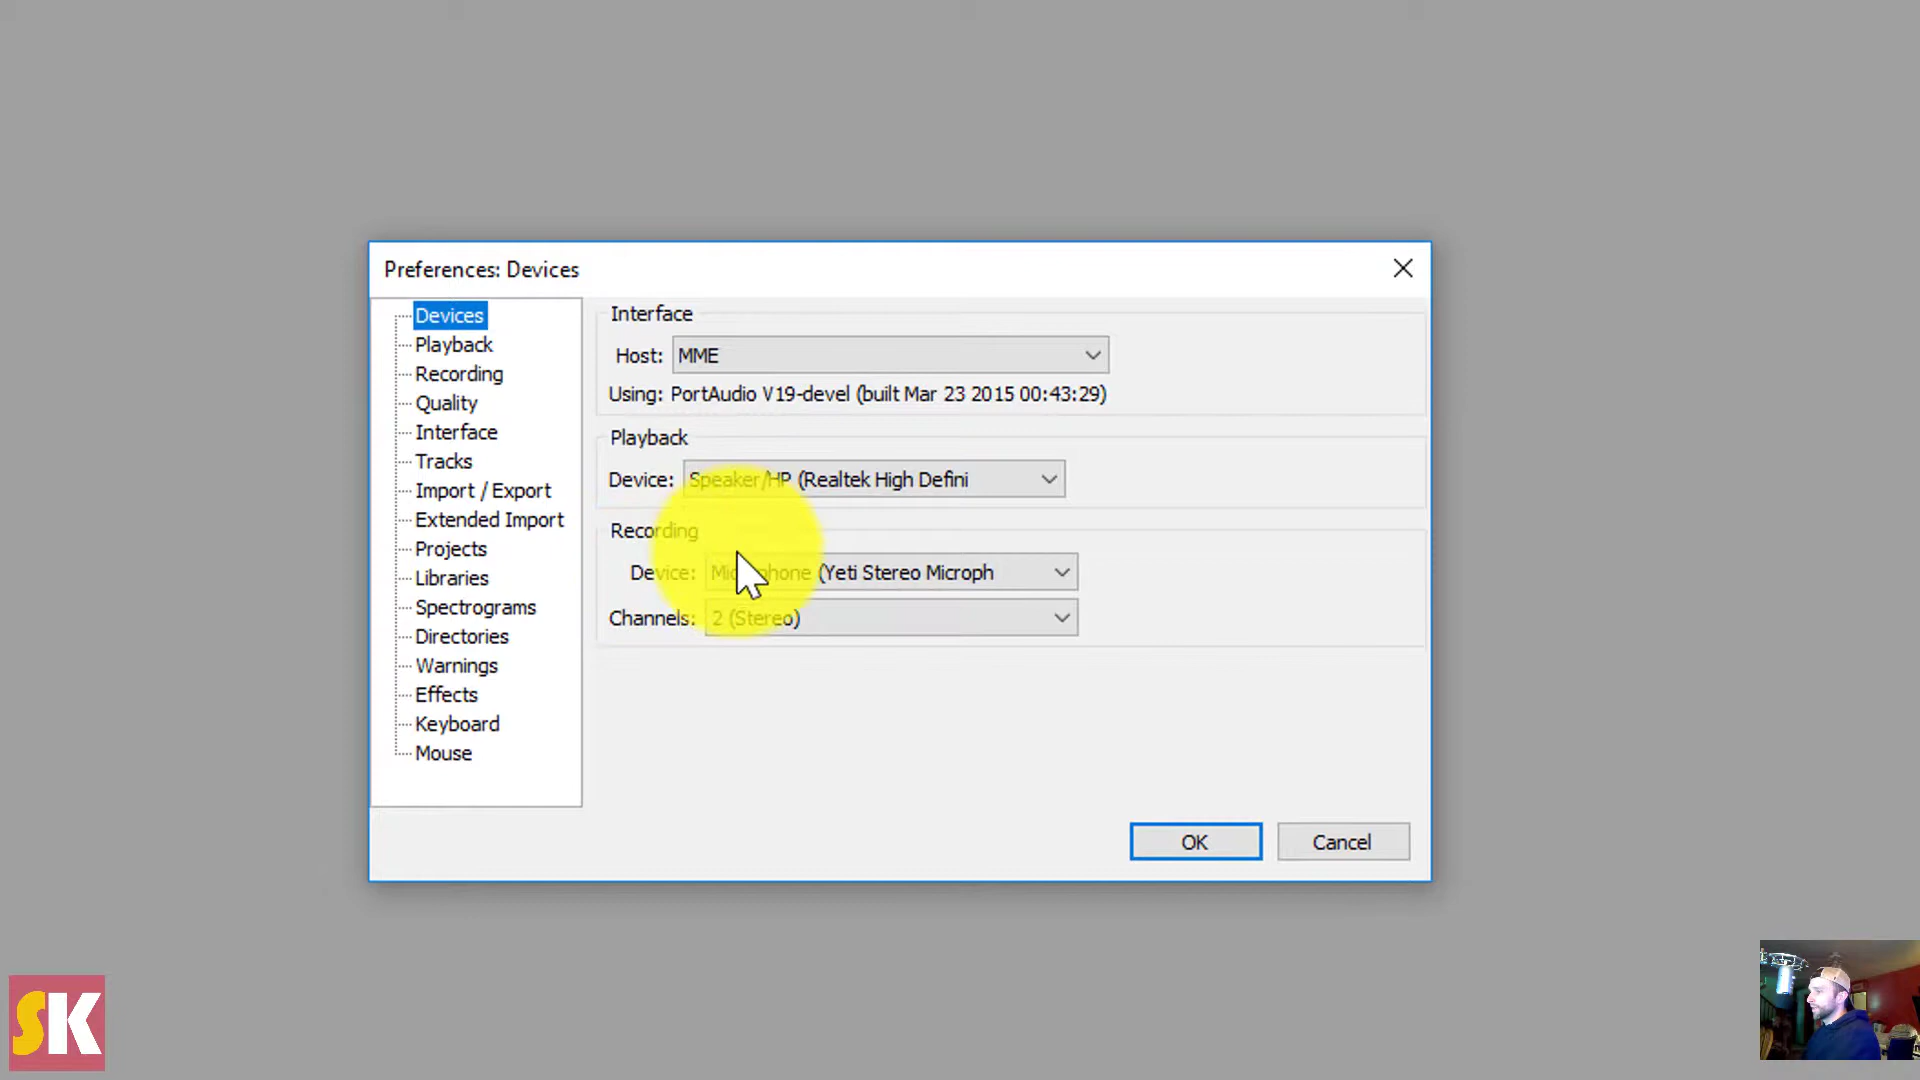 Preferences: Devices
Devices
Playback
Recording
Quality
Interface
Tracks
Import / Export
Extended Import
Projects
Libraries
Spectrograms
Directories
Warnings
Effects
Keyboard
Mouse
Interface
Host: MME
Using: PortAudio V19-devel (built Mar 23 2015 00:43:29)
Playback
Device: Speaker/HP (Realtek High Defini
Recording
Device: Microphone (Yeti Stereo Microph
Channels: 2 (Stereo)
OK Cancel
SK